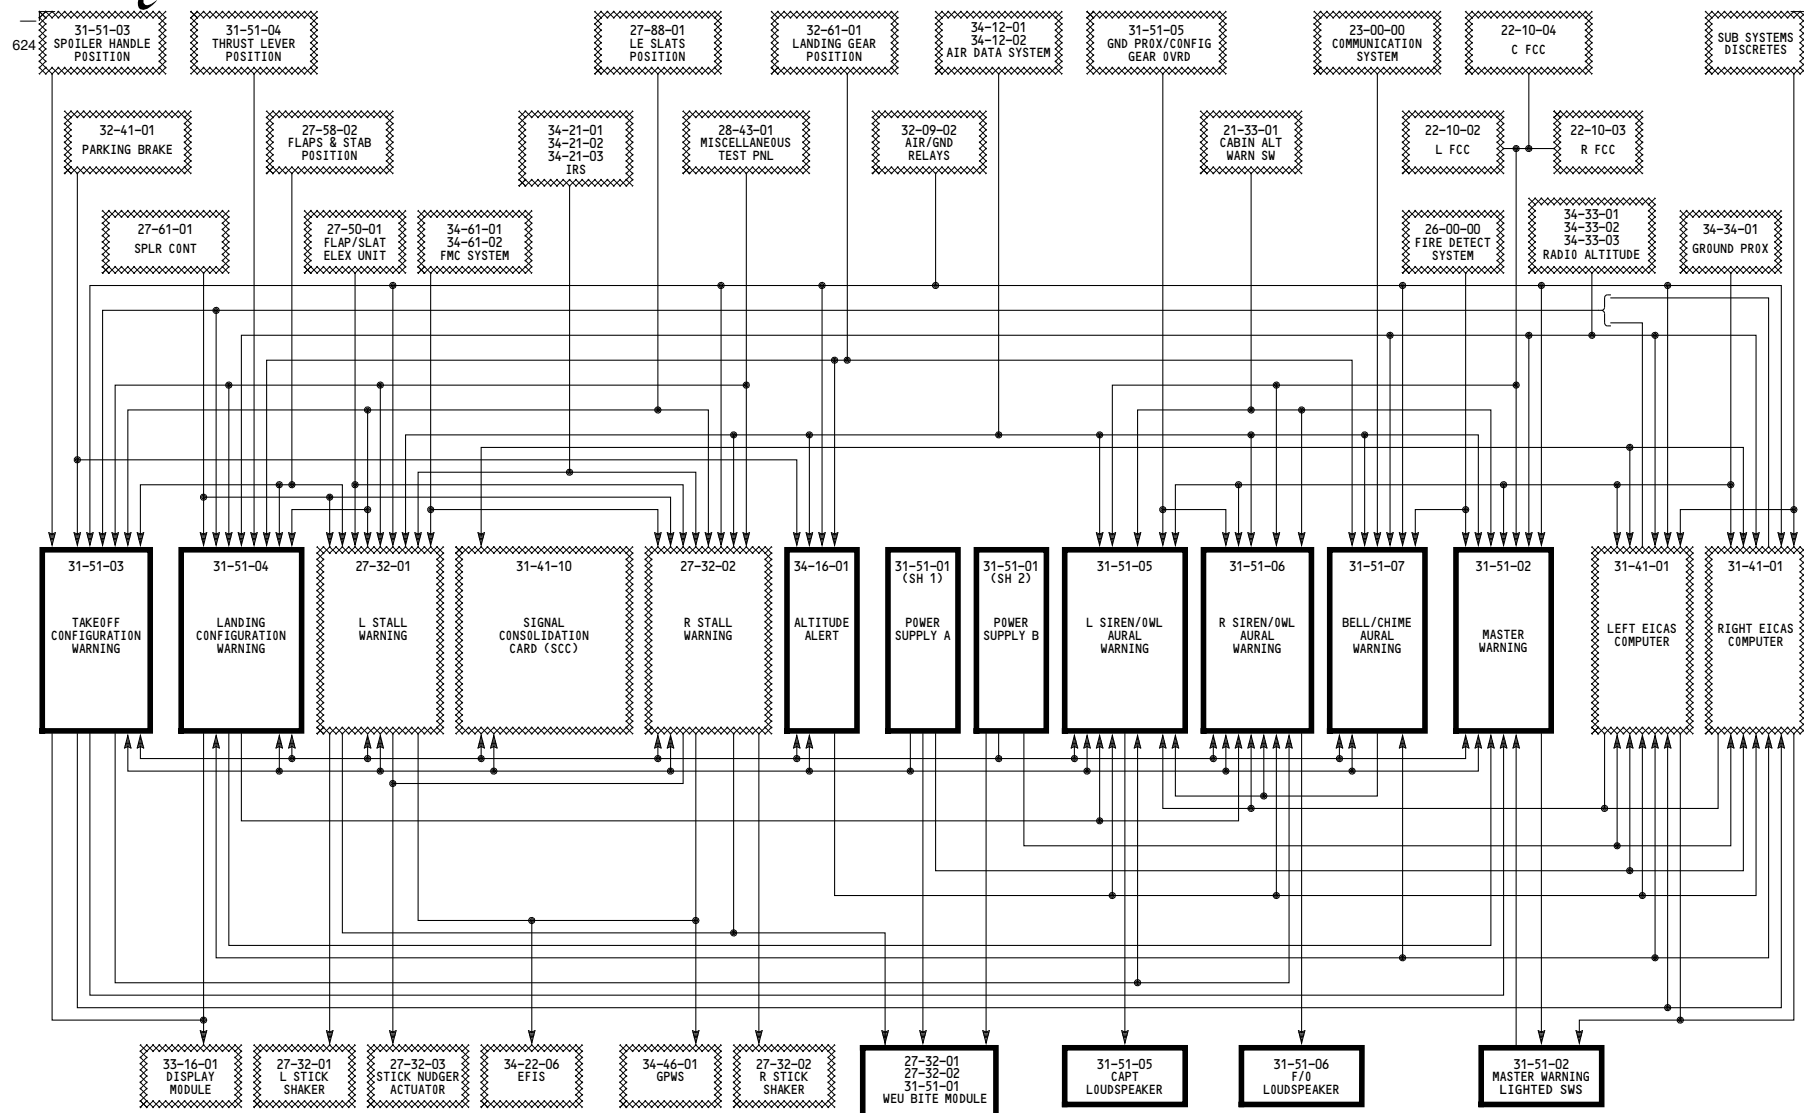 624
31-51-03
SPOILER HANDLE
POSITION
31-51-04
THRUST LEVER
POSITION
27-88-01
LE SLATS
POSITION
32-61-01
LANDING GEAR
POSITION
34-12-01
34-12-02
AIR DATA SYSTEM
31-51-05
GND PROX/CONFIG
GEAR OVRD
23-00-00
COMMUNICATION
SYSTEM
22-10-04
C FCC
SUB SYSTEMS
DISCRETES
32-41-01
PARKING BRAKE
27-58-02
FLAPS & STAB
POSITION
34-21-01
34-21-02
34-21-03
IRS
28-43-01
MISCELLANEOUS
TEST PNL
32-09-02
AIR/GND
RELAYS
21-33-01
CABIN ALT
WARN SW
22-10-02
L FCC
22-10-03
R FCC
27-61-01
SPLR CONT
27-50-01
FLAP/SLAT
ELEX UNIT
34-61-01
34-61-02
FMC SYSTEM
26-00-00
FIRE DETECT
SYSTEM
34-33-01
34-33-02
34-33-03
RADIO ALTITUDE
34-34-01
GROUND PROX
31-51-03
TAKEOFF
CONFIGURATION
WARNING
31-51-04
LANDING
CONFIGURATION
WARNING
27-32-01
L STALL
WARNING
31-41-10
SIGNAL
CONSOLIDATION
CARD (SCC)
27-32-02
R STALL
WARNING
34-16-01
ALTITUDE
ALERT
31-51-01
(SH 1)
POWER
SUPPLY A
31-51-01
(SH 2)
POWER
SUPPLY B
31-51-05
L SIREN/OWL
AURAL
WARNING
31-51-06
R SIREN/OWL
AURAL
WARNING
31-51-07
BELL/CHIME
AURAL
WARNING
31-51-02
MASTER
WARNING
31-41-01
LEFT EICAS
COMPUTER
31-41-01
RIGHT EICAS
COMPUTER
33-16-01
DISPLAY
MODULE
27-32-01
L STICK
SHAKER
27-32-03
STICK NUDGER
ACTUATOR
34-22-06
EFIS
34-46-01
GPWS
27-32-02
R STICK
SHAKER
27-32-01
27-32-02
31-51-01
WEU BITE MODULE
31-51-05
CAPT
LOUDSPEAKER
31-51-06
F/O
LOUDSPEAKER
31-51-02
MASTER WARNING
LIGHTED SWS